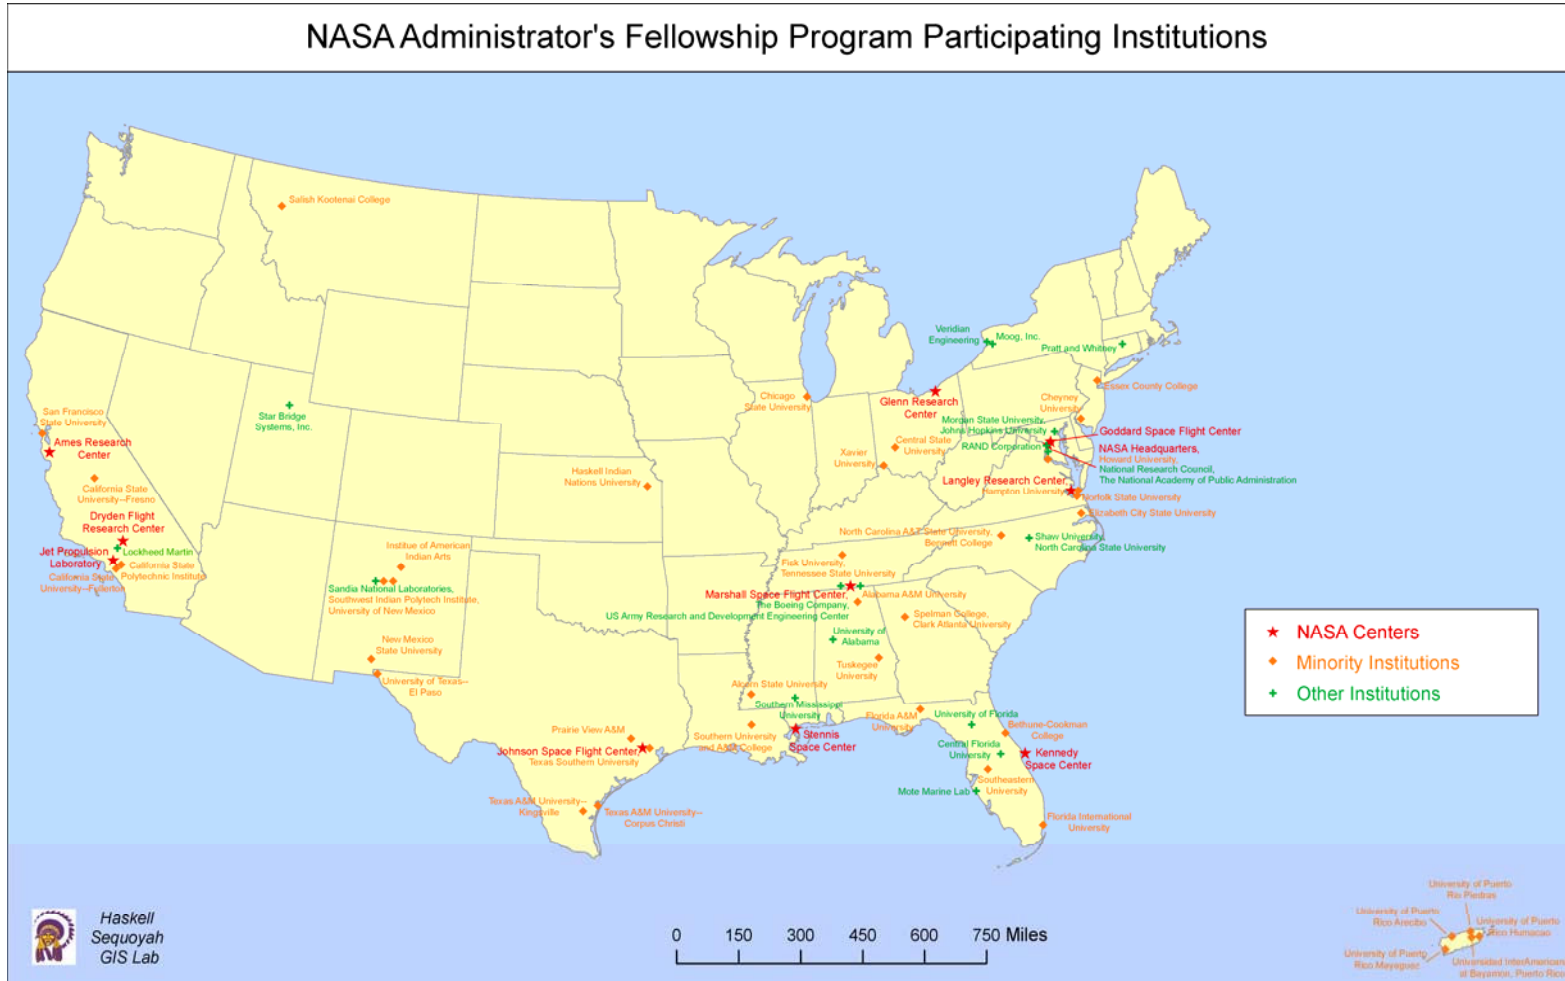 NASA Administrator's Fellowship Program Participating Institutions
Salish Kootenai College
Veridian
Engineering
Moog, Inc.
Pratt and Whitney
Essex County College
Cheyney
University
Chicago
State University
Glenn Research
Center
Morgan State University,
Johns Hopkins University
Goddard Space Flight Center
RAND Corporation
NASA Headquarters,
Howard University,
National Research Council,
The National Academy of Public Administration
Star Bridge
Systems, Inc.
San Francisco
State University
Ames Research
Center
California State
University--Fresno
Central State
University
Xavier
University
Haskell Indian
Nations University
Langley Research Center,
Hampton University
Norfolk State University
Elizabeth City State University
Dryden Flight
Research Center
Lockheed Martin
Jet Propulsion
Laboratory
California State
Polytechnic Institute
California State
University--Fullerton
Institue of American
Indian Arts
Sandia National Laboratories,
Southwest Indian Polytech Institute,
University of New Mexico
North Carolina A&T State University,
Bennett College
Shaw University,
North Carolina State University
Fisk University,
Tennessee State University
Marshall Space Flight Center,
The Boeing Company,
US Army Research and Development Engineering Center
Alabama A&M University
Spelman College,
Clark Atlanta University
University of
Alabama
Tuskegee
University
New Mexico
State University
University of Texas--
El Paso
Alcorn State University
Southern Mississippi
University
Prairie View A&M
Johnson Space Flight Center,
Texas Southern University
Southern University
and A&M College
Stennis
Space Center
Florida A&M
University
University of Florida
Bethune-Cookman
College
Central Florida
University
Kennedy
Space Center
Southeastern
University
Mote Marine Lab
Florida International
University
Texas A&M University--
Kingsville
Texas A&M University--
Corpus Christi
NASA Centers
Minority Institutions
Other Institutions
University of Puerto
Rio Piedras
University of Puerto
Rico Arecibo
University of Puerto
Rico Humacao
University of Puerto
Rico Mayaguez
Universided InterAmerican
at Bayamon, Puerto Rico
Haskell
Sequoyah
GIS Lab
0 150 300 450 600 750 Miles